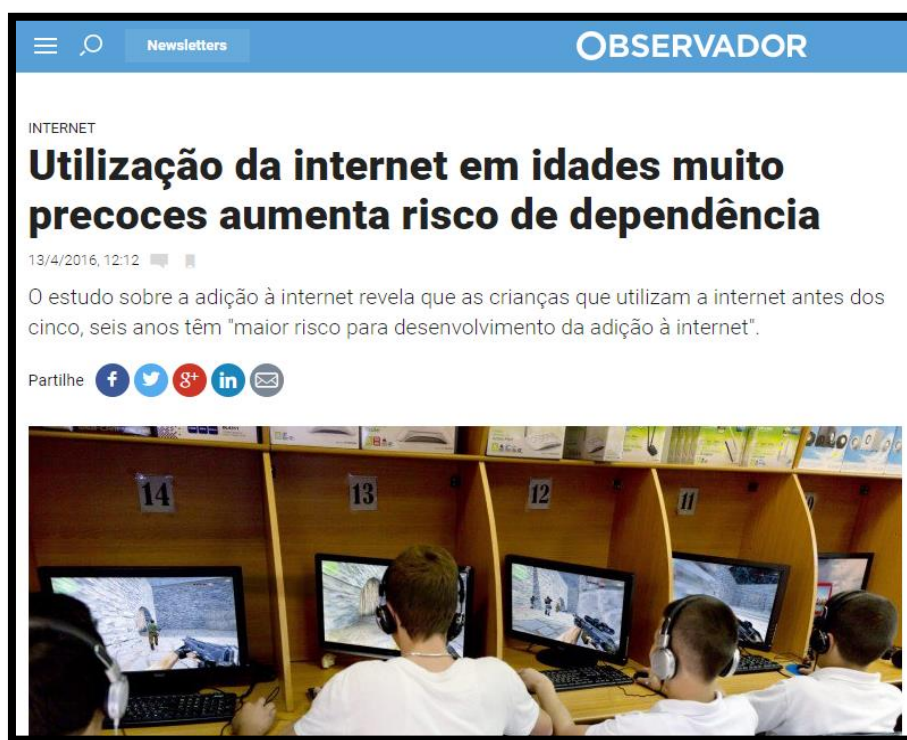 Newsletters
OBSERVADOR
INTERNET
Utilização da internet em idades muito
precoces aumenta risco de dependência
13/4/2016, 12:12
O estudo sobre a adição à internet revela que as crianças que utilizam a internet antes dos
cinco, seis anos têm "maior risco para desenvolvimento da adição à internet".
Partilhe
14
13
12
11